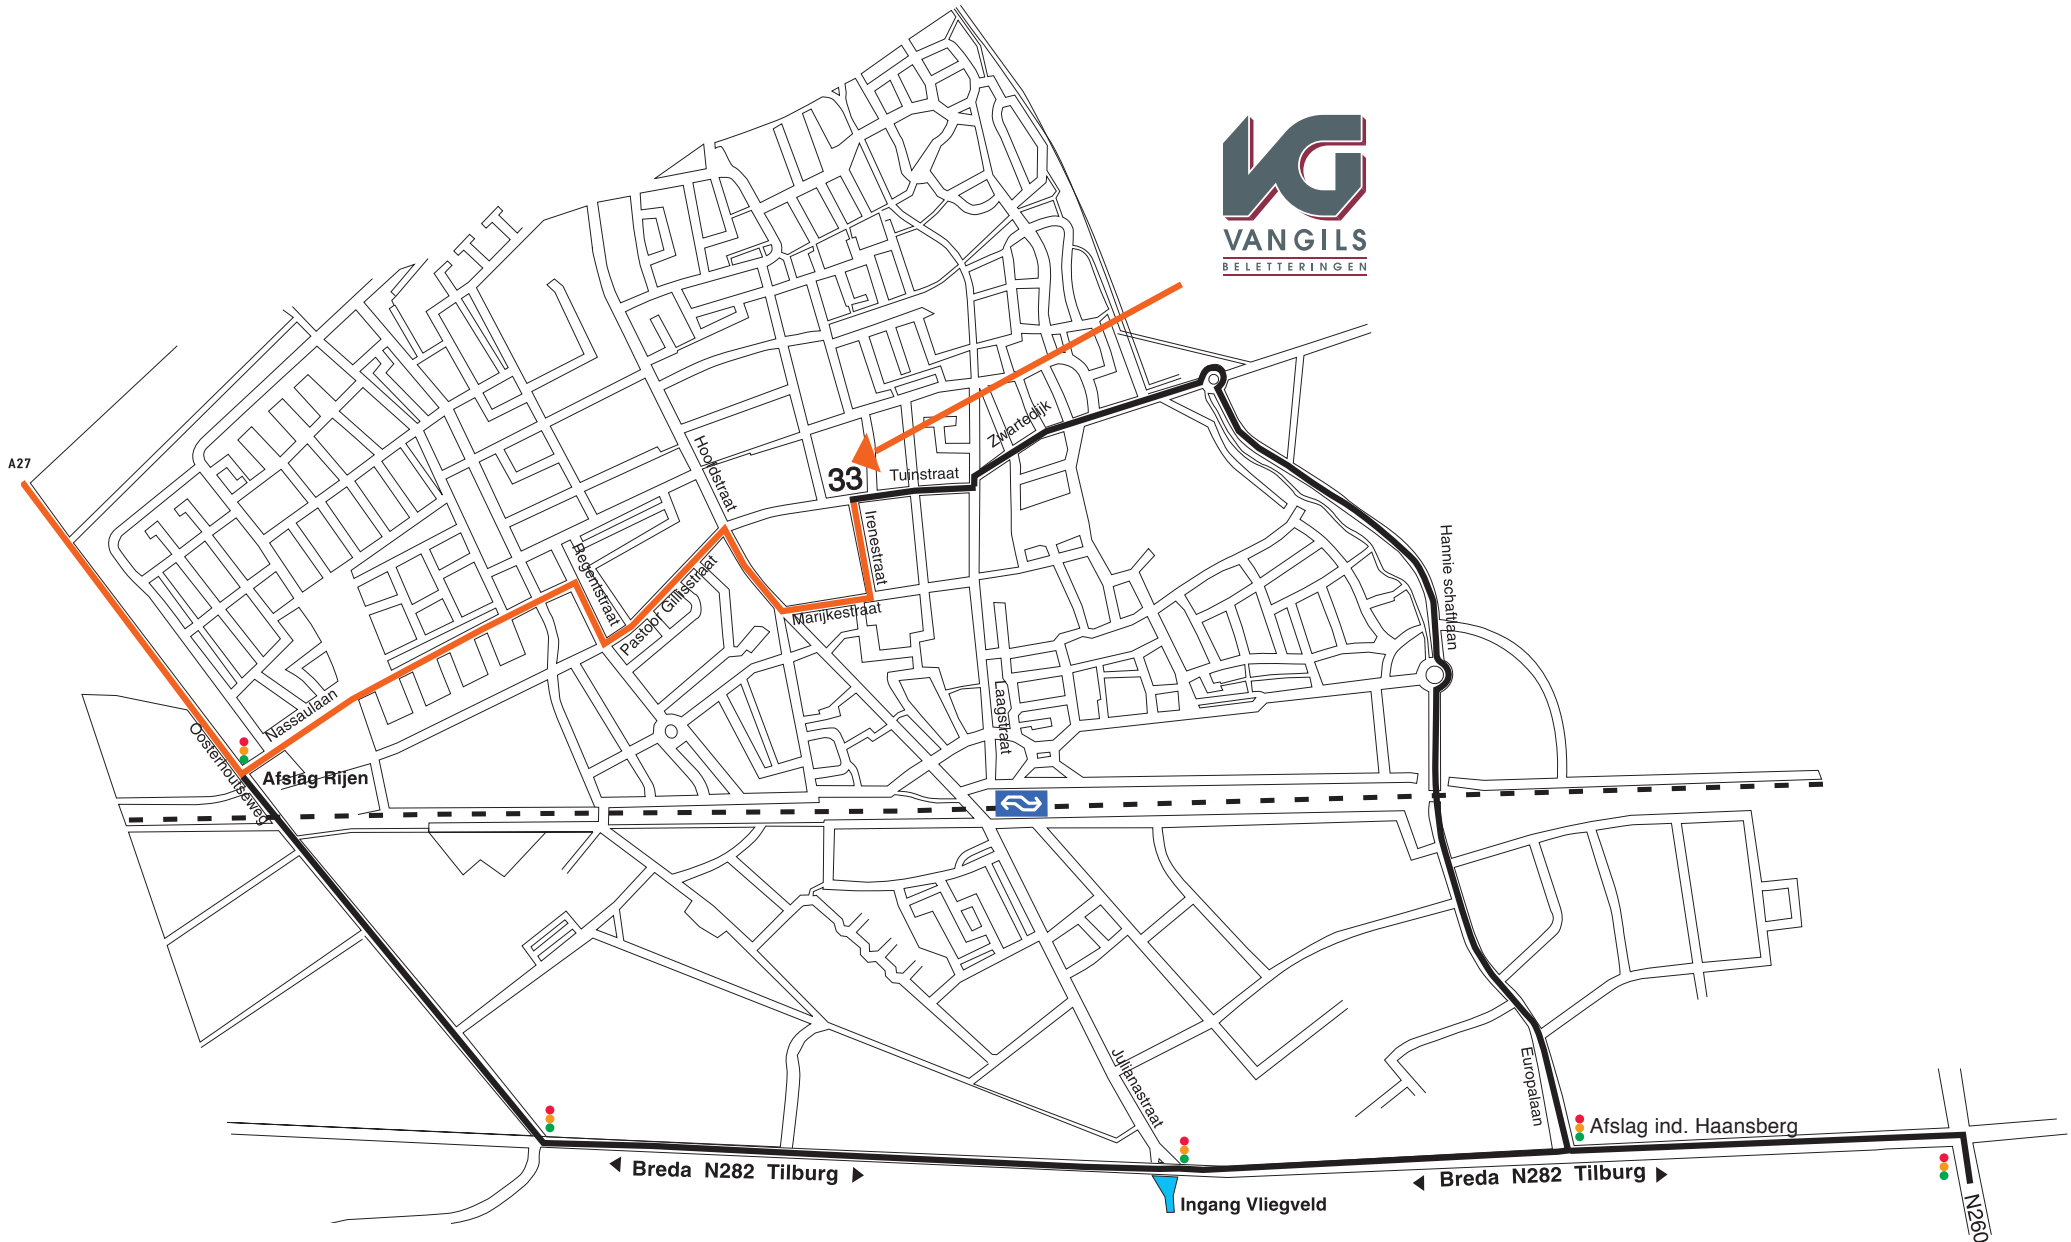 VANGILS
BELETTERINGEN
A27
33
Tuinstraat
Zwartedijk
Hoofdstraat
Irenestraat
Regentstraat
Pastoor Gillisstraat
Marijkestraat
Hannie schaftlaan
Laagstraat
Nassaulaan
Oosterhoutseweg
Afslag Rijen
Julianastraat
Europalaan
Afslag ind. Haansberg
Breda N282 Tilburg
Breda N282 Tilburg
Ingang Vliegveld
N260